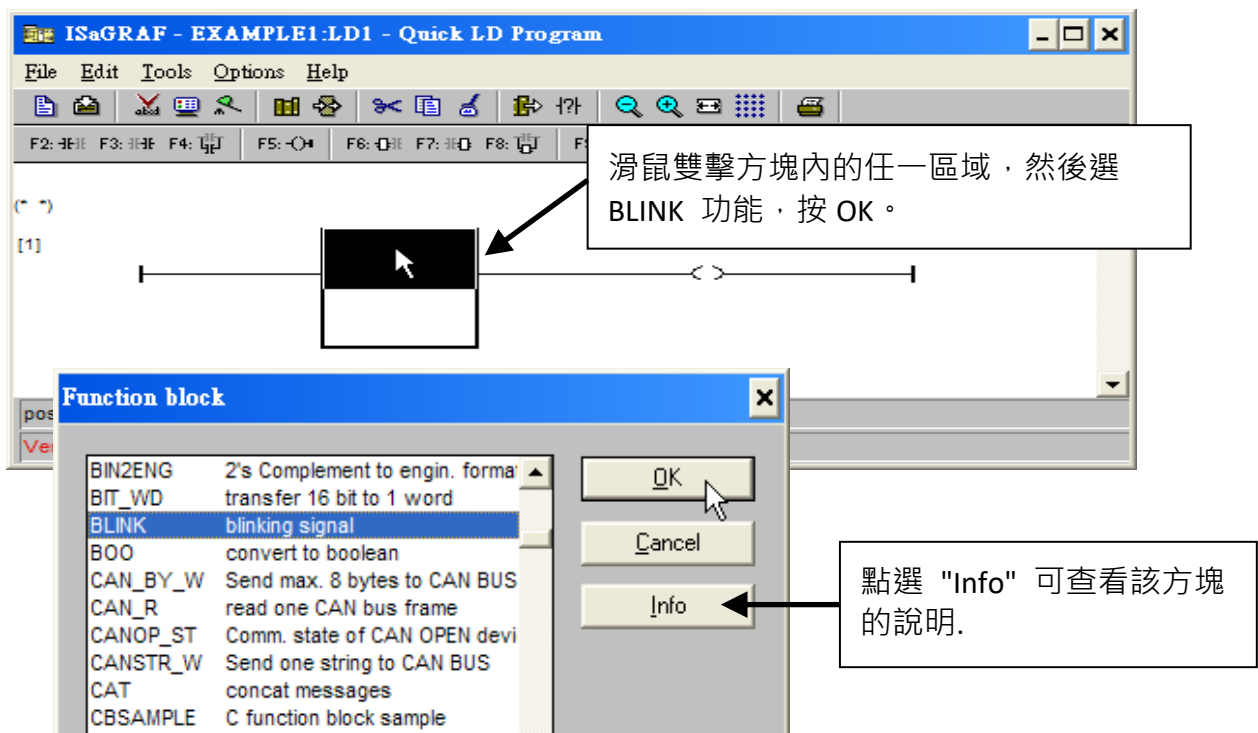 ISaGRAF - EXAMPLE1:LD1 - Quick LD Program
File Edit Tools Options Help
F2: F3: F4: F5: F6: F7: F8:
滑鼠雙擊方塊內的任一區域，然後選
BLINK 功能，按 OK。
(* *)
[1]
Function block
BIN2ENG 2's Complement to engin. forma
BIT_WD transfer 16 bit to 1 word
BLINK blinking signal
BOO convert to boolean
CAN_BY_W Send max. 8 bytes to CAN BUS
CAN_R read one CAN bus frame
CANOP_ST Comm. state of CAN OPEN devi
CANSTR_W Send one string to CAN BUS
CAT concat messages
CBSAMPLE C function block sample
OK
Cancel
Info
點選 "Info" 可查看該方塊
的說明.